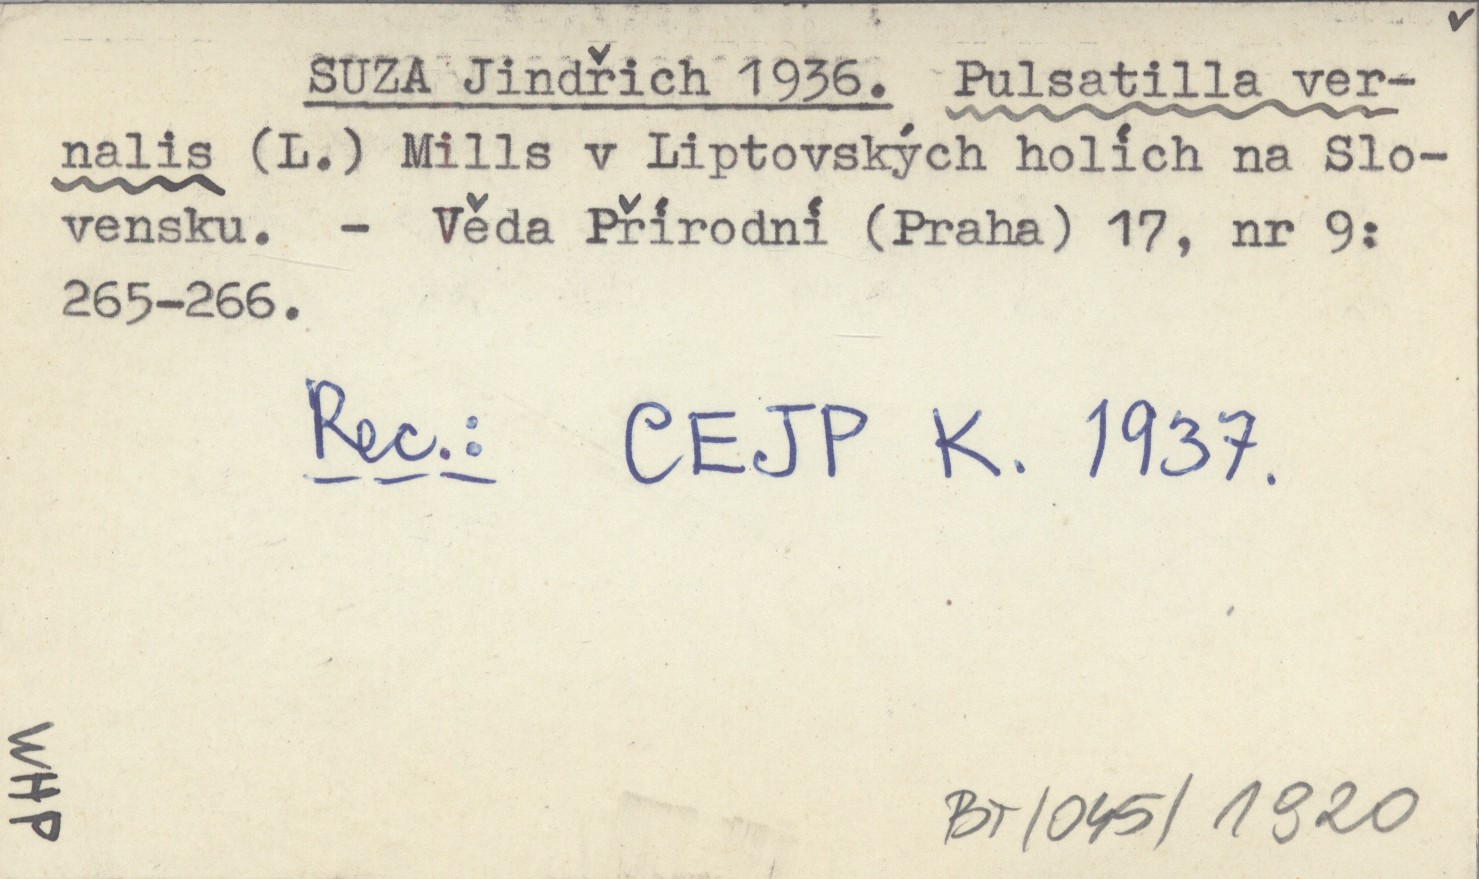 SUZA Jindřich 1936. Pulsatilla ver-
nalis (L.) Mills v Liptovských holích na Slo-
vensku. - Věda Přírodní (Praha) 17, nr 9:
265-266.
Rec.: CEJP K. 1937.
WHP
BT/045/ 1920